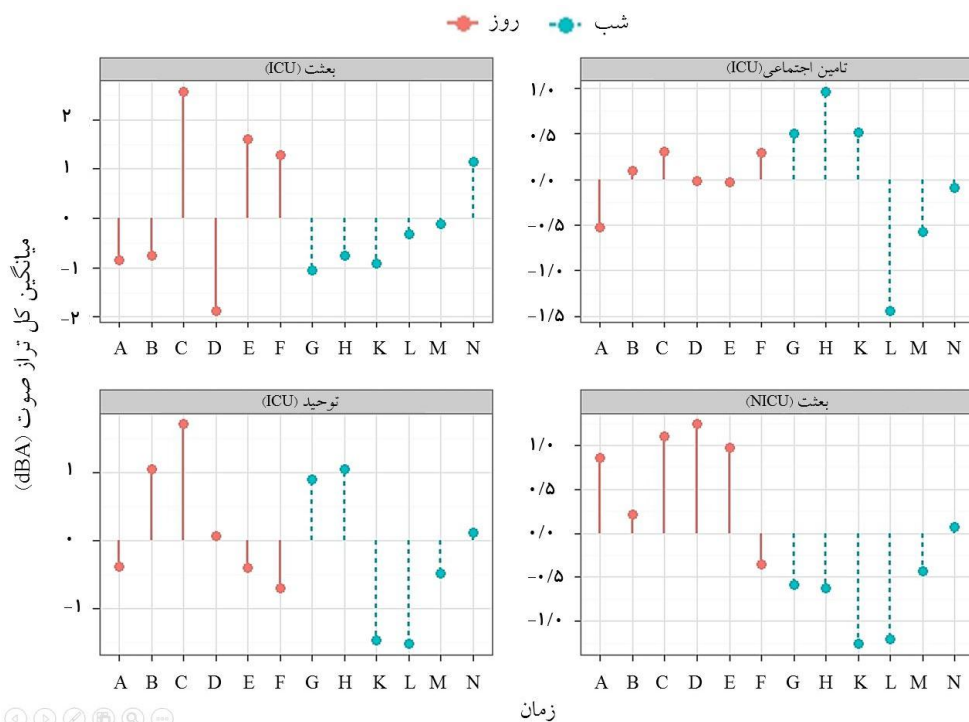 روز شب
بعثت (ICU)
۲
۱
۰
−۱
−۲
A B C D E F G H K L M N
تامین اجتماعی(ICU)
۱/۰
۰/۵
۰/۰
−۰/۵
−۱/۰
−۱/۵
A B C D E F G H K L M N
میانگین کل تراز صوت (dBA)
توحید (ICU)
۱
۰
−۱
A B C D E F G H K L M N
بعثت (NICU)
۱/۰
۰/۵
۰/۰
−۰/۵
−۱/۰
A B C D E F G H K L M N
زمان